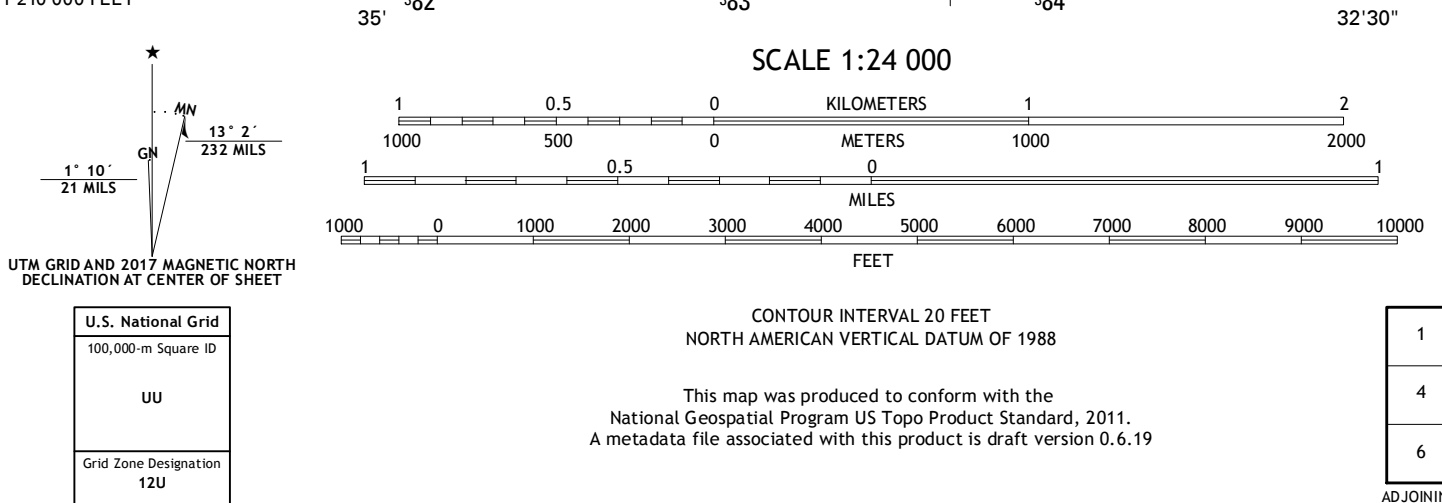 35' ³82 ³83 ³84 32'30"
SCALE 1:24 000
MN
GN
13° 2´
232 MILS
1° 10´
21 MILS
UTM GRID AND 2017 MAGNETIC NORTH
DECLINATION AT CENTER OF SHEET
1 0.5 0 KILOMETERS 1 2
1000 500 0 METERS 1000 2000
1 0.5 0 1
MILES
1000 0 1000 2000 3000 4000 5000 6000 7000 8000 9000 10000
FEET
U.S. National Grid
100,000-m Square ID
UU
Grid Zone Designation
12U
CONTOUR INTERVAL 20 FEET
NORTH AMERICAN VERTICAL DATUM OF 1988
This map was produced to conform with the
National Geospatial Program US Topo Product Standard, 2011.
A metadata file associated with this product is draft version 0.6.19
1
4
6